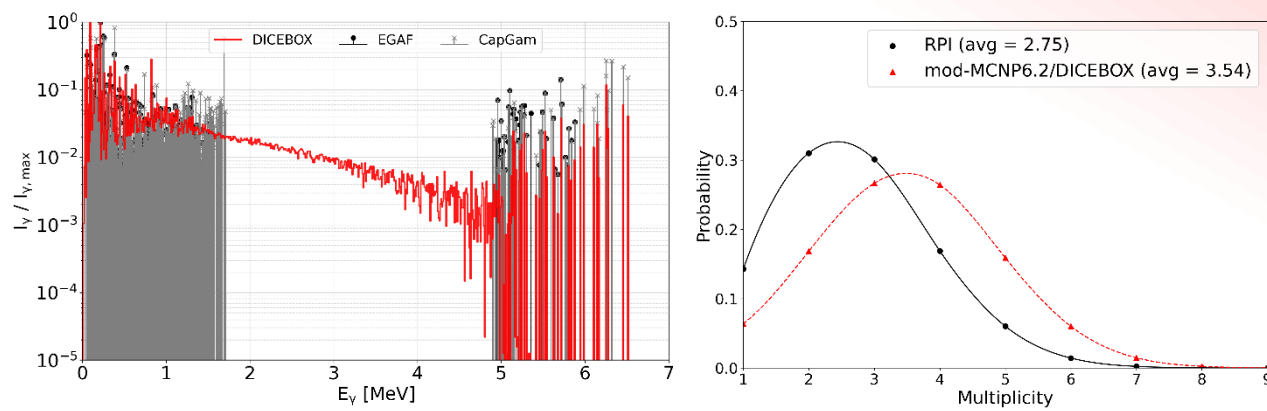 10⁰
10⁻¹
10⁻²
10⁻³
10⁻⁴
10⁻⁵
I_γ / I_γ, max
DICEBOX EGAF CapGam
0 1 2 3 4 5 6 7
E_γ [MeV]
0.5
0.4
0.3
0.2
0.1
0.0
Probability
RPI (avg = 2.75)
mod-MCNP6.2/DICEBOX (avg = 3.54)
1 2 3 4 5 6 7 8 9
Multiplicity